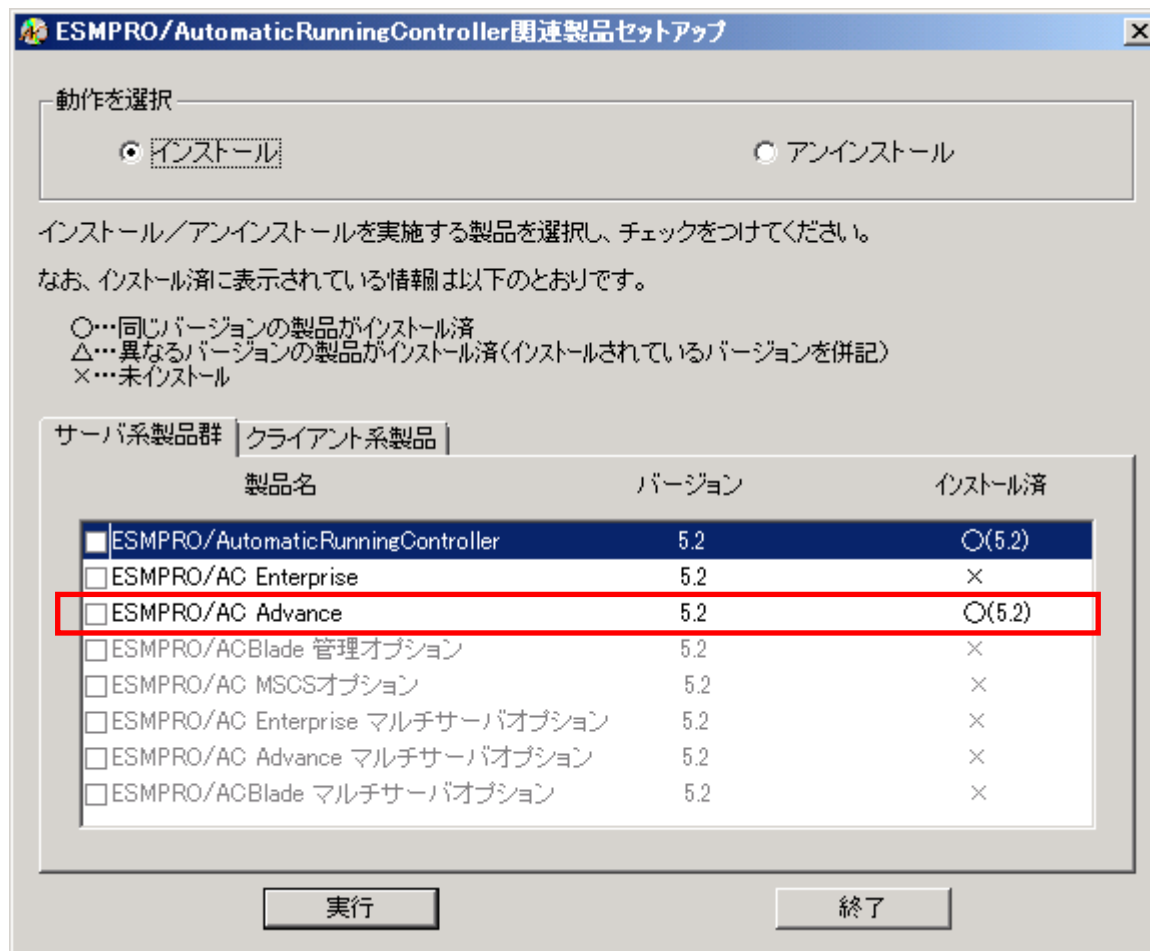 ESMPRO/AutomaticRunningController関連製品セットアップ
動作を選択
インストール
アンインストール
インストール／アンインストールを実施する製品を選択し、チェックをつけてください。
なお、インストール済に表示されている情報は以下のとおりです。
○…同じバージョンの製品がインストール済
△…異なるバージョンの製品がインストール済(インストールされているバージョンを併記)
×…未インストール
サーバ系製品群 クライアント系製品
製品名 バージョン インストール済
ESMPRO/AutomaticRunningController 5.2 ○(5.2)
ESMPRO/AC Enterprise 5.2 ×
ESMPRO/AC Advance 5.2 ○(5.2)
ESMPRO/ACBlade 管理オプション 5.2 ×
ESMPRO/AC MSCSオプション 5.2 ×
ESMPRO/AC Enterprise マルチサーバオプション 5.2 ×
ESMPRO/AC Advance マルチサーバオプション 5.2 ×
ESMPRO/ACBlade マルチサーバオプション 5.2 ×
実行 終了